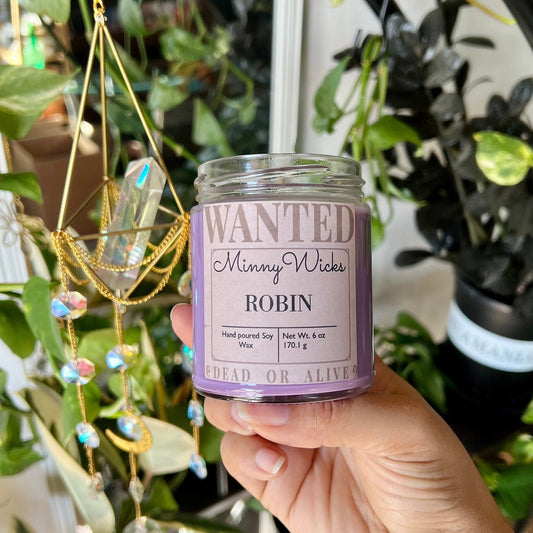 WANTED
Minny Wicks
ROBIN
Hand poured Soy
Wax
Net Wt. 6 oz
170.1 g
DEAD OR ALIVE